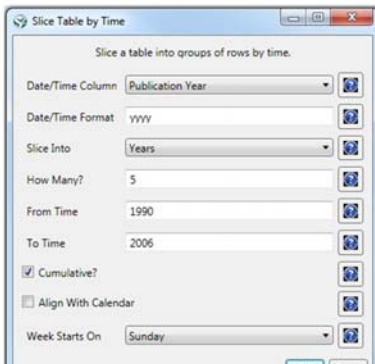 Slice Table by Time
Slice a table into groups of rows by time.
Date/Time Column Publication Year
Date/Time Format yyyy
Slice Into Years
How Many? 5
From Time 1990
To Time 2006
Cumulative?
Align With Calendar
Week Starts On Sunday